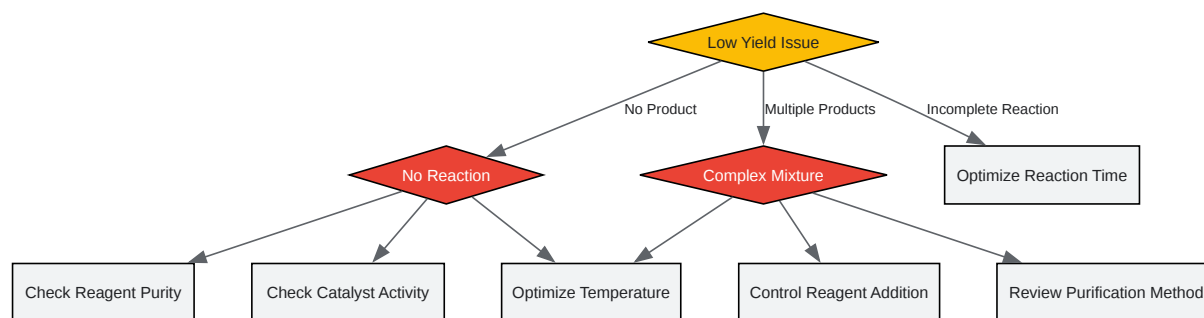 Low Yield Issue
No Product
Multiple Products
Incomplete Reaction
No Reaction
Complex Mixture
Optimize Reaction Time
Check Reagent Purity
Check Catalyst Activity
Optimize Temperature
Control Reagent Addition
Review Purification Method